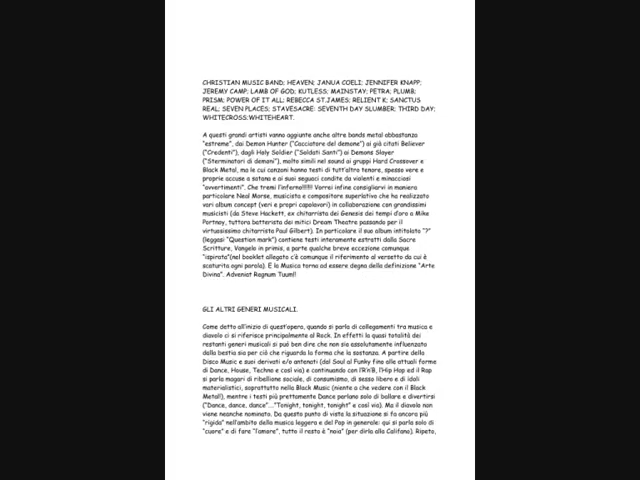 CHRISTIAN MUSIC BAND; HEAVEN; JANUA COELI; JENNIFER KNAPP;
JEREMY CAMP; LAMB OF GOD; KUTLESS; MAINSTAY; PETRA; PLUMB;
PRISM; POWER OF IT ALL; REBECCA ST.JAMES; RELIENT K; SANCTUS
REAL; SEVEN PLACES; STAVESACRE: SEVENTH DAY SLUMBER; THIRD DAY;
WHITECROSS;WHITEHEART.
A questi grandi artisti vanno aggiunte anche altre bands metal abbastanza
"estreme", dai Demon Hunter ("Cacciatore del demone") ai già citati Believer
("Credenti"), dagli Holy Soldier ("Soldati Santi") ai Demons Slayer
("Sterminatori di demoni"), molto simili nel sound ai gruppi Hard Crossover e
Black Metal, ma le cui canzoni hanno testi di tutt'altro tenore, spesso vere e
proprie accuse a satana e ai suoi seguaci condite da violenti e minacciosi
"avvertimenti". Che tremi l'inferno!!!!!!! Vorrei infine consigliarvi in maniera
particolare Neal Morse, musicista e compositore superlativo che ha realizzato
vari album concept (veri e propri capolavori) in collaborazione con grandissimi
musicisti (da Steve Hackett, ex chitarrista dei Genesis dei tempi d'oro a Mike
Portnoy, tuttora batterista dei mitici Dream Theatre passando per il
virtuosissimo chitarrista Paul Gilbert). In particolare il suo album intitolato "?"
(leggasi "Question mark") contiene testi interamente estratti dalla Sacre
Scritture, Vangelo in primis, a parte qualche breve eccezione comunque
"ispirata"(nel booklet allegato c'è comunque il riferimento al versetto da cui è
scaturita ogni parola). E la Musica torna ad essere degna della definizione "Arte
Divina". Adveniat Regnum Tuum!!
GLI ALTRI GENERI MUSICALI.
Come detto all'inizio di quest'opera, quando si parla di collegamenti tra musica e
diavolo ci si riferisce principalmente al Rock. In effetti la quasi totalità dei
restanti generi musicali si può ben dire che non sia assolutamente influenzato
dalla bestia sia per ciò che riguarda la forma che la sostanza. A partire della
Disco Music e suoi derivati e/o antenati (dal Soul al Funky fino alle attuali forme
di Dance, House, Techno e così via) e continuando con l'R'n'B, l'Hip Hop ed il Rap
si parla magari di ribellione sociale, di consumismo, di sesso libero e di idoli
materialistici, soprattutto nella Black Music (niente a che vedere con il Black
Metal!), mentre i testi più prettamente Dance parlano solo di ballare e divertirsi
("Dance, dance, dance"...."Tonight, tonight, tonight" e così via). Ma il diavolo non
viene neanche nominato. Da questo punto di vista la situazione si fa ancora più
"rigida" nell'ambito della musica leggera e del Pop in generale: qui si parla solo di
"cuore" e di fare "l'amore", tutto il resto è "noia" (per dirla alla Califano). Ripeto,